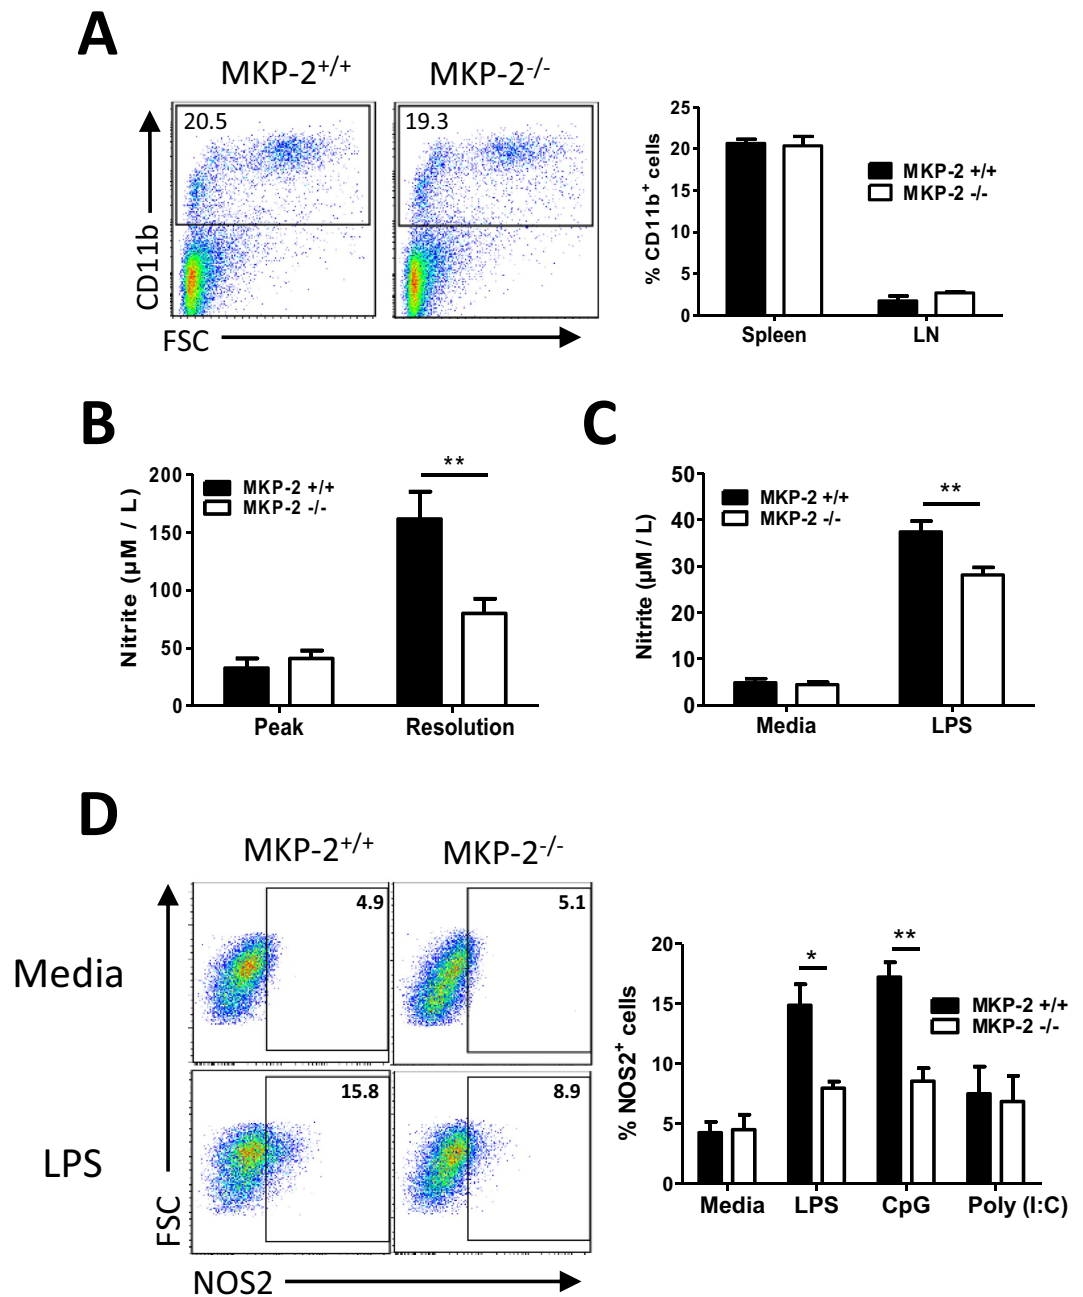 A
MKP-2+/+
MKP-2-/-
20.5
19.3
CD11b
FSC
25
20
15
10
5
0
% CD11b+ cells
MKP-2 +/+
MKP-2 -/-
Spleen
LN
B
200
150
100
50
0
Nitrite (µM / L)
MKP-2 +/+
MKP-2 -/-
**
Peak
Resolution
C
50
40
30
20
10
0
Nitrite (µM / L)
MKP-2 +/+
MKP-2 -/-
**
Media
LPS
D
MKP-2+/+
MKP-2-/-
Media
4.9
5.1
LPS
15.8
8.9
FSC
NOS2
20
15
10
5
0
% NOS2+ cells
*
**
MKP-2 +/+
MKP-2 -/-
Media
LPS
CpG
Poly (I:C)